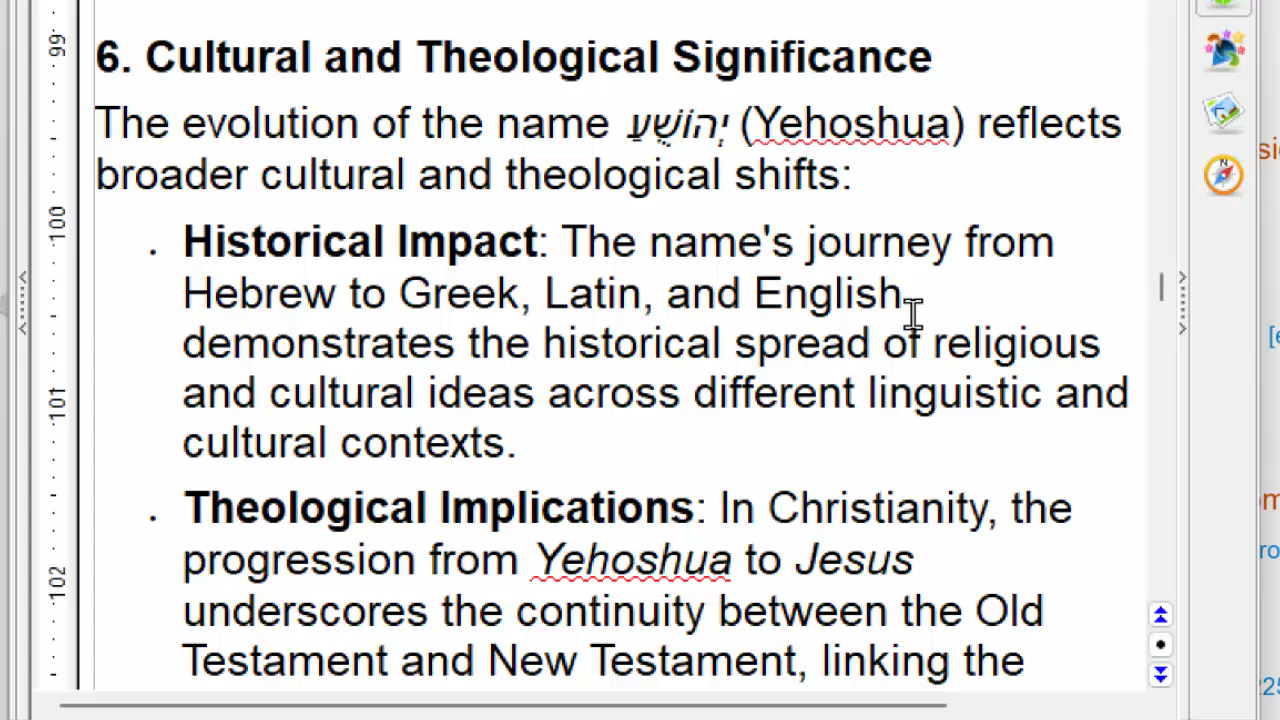 6. Cultural and Theological Significance
The evolution of the name יְהוֹשֻׁעַ (Yehoshua) reflects
broader cultural and theological shifts:
Historical Impact: The name's journey from
Hebrew to Greek, Latin, and English
demonstrates the historical spread of religious
and cultural ideas across different linguistic and
cultural contexts.
Theological Implications: In Christianity, the
progression from Yehoshua to Jesus
underscores the continuity between the Old
Testament and New Testament, linking the
99
100
101
102
N